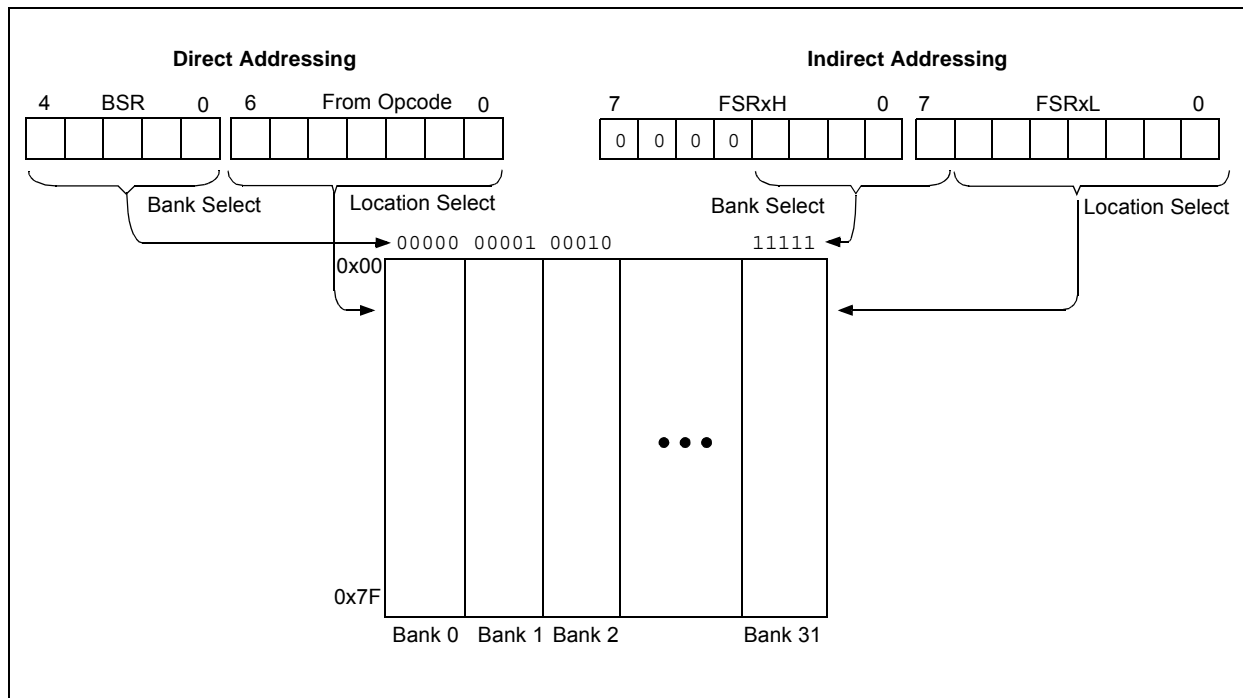 Direct Addressing
Indirect Addressing
4 BSR 0 6 From Opcode 0
7 FSRxH 0 7 FSRxL 0
0 0 0 0
Bank Select Location Select
Bank Select Location Select
00000 00001 00010 11111
0x00
0x7F
Bank 0 Bank 1 Bank 2 Bank 31